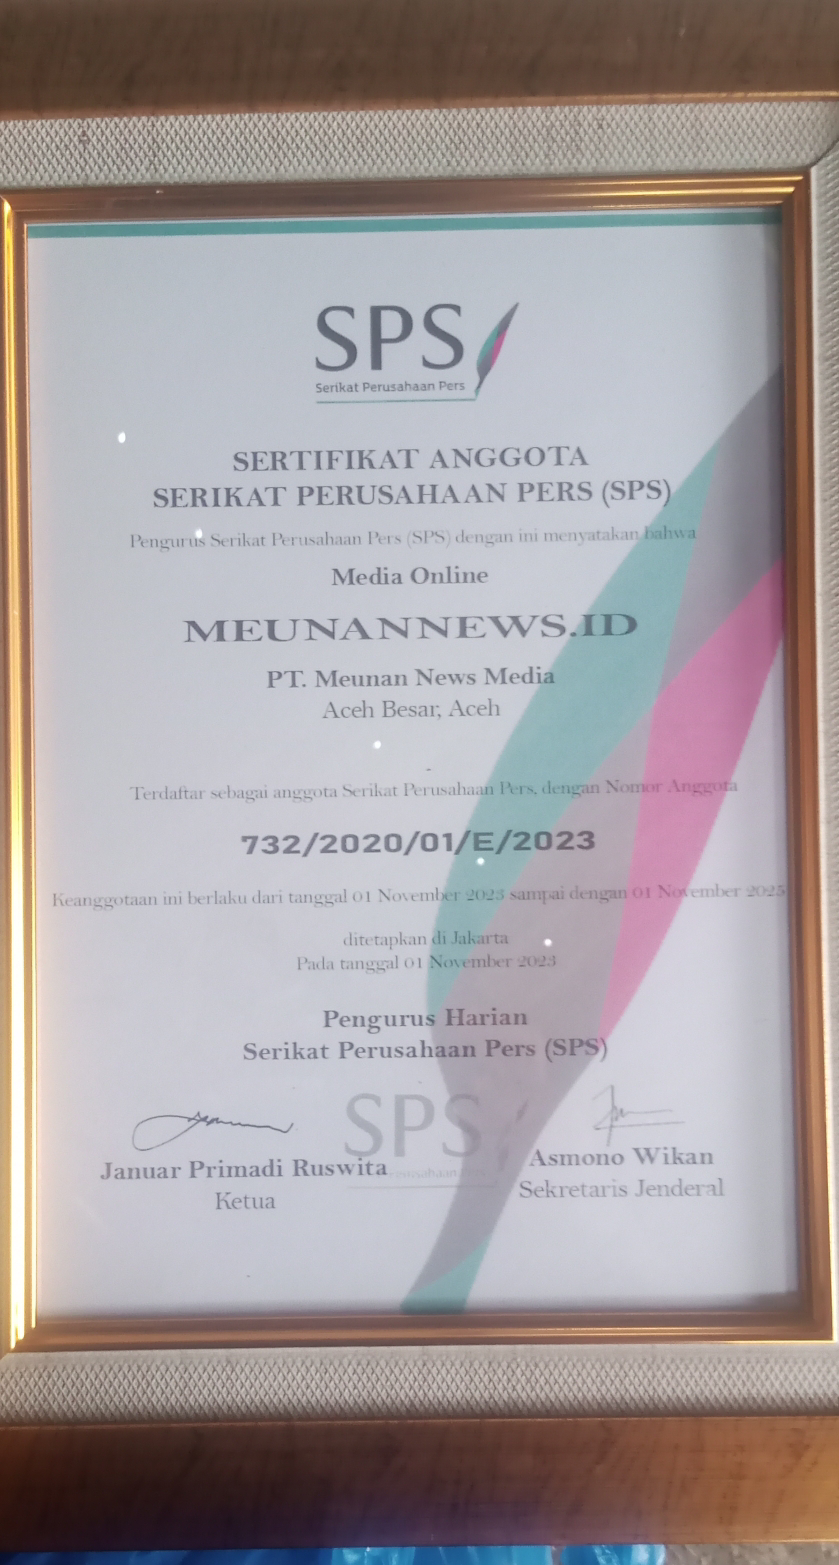 SPS
Serikat Perusahaan Pers
SERTIFIKAT ANGGOTA
SERIKAT PERUSAHAAN PERS (SPS)
Pengurus Serikat Perusahaan Pers (SPS) dengan ini menyatakan bahwa
Media Online
MEUNANNEWS.ID
PT. Meunan News Media
Aceh Besar, Aceh
Terdaftar sebagai anggota Serikat Perusahaan Pers, dengan Nomor Anggota
732/2020/01/E/2023
Keanggotaan ini berlaku dari tanggal 01 November 2023 sampai dengan 01 November 2025
ditetapkan di Jakarta
Pada tanggal 01 November 2023
Pengurus Harian
Serikat Perusahaan Pers (SPS)
SPS
Januar Primadi Ruswita
Ketua
Asmono Wikan
Sekretaris Jenderal